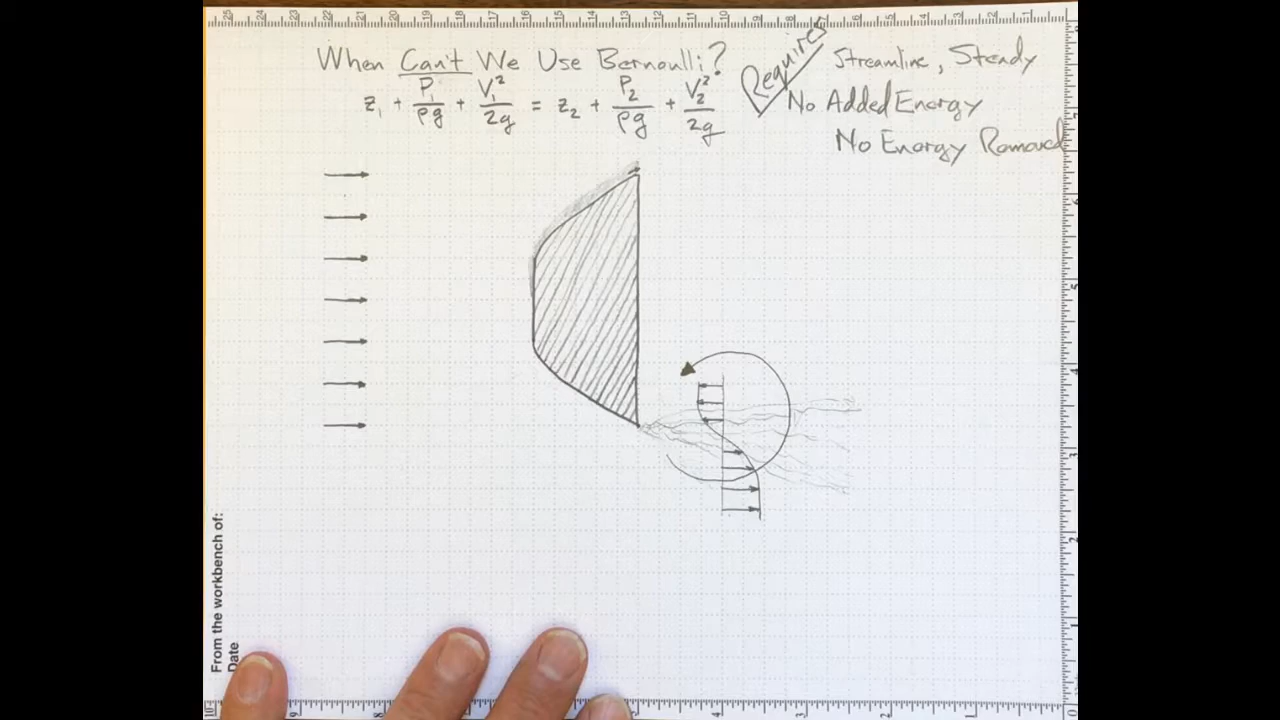 When Can't We Use Bernoulli?
z₁ + P₁/ρg + V₁²/2g = z₂ + P₂/ρg + V₂²/2g
Requires
Streamline, Steady
No Added Energy
No Energy Removed
From the workbench of:
Date